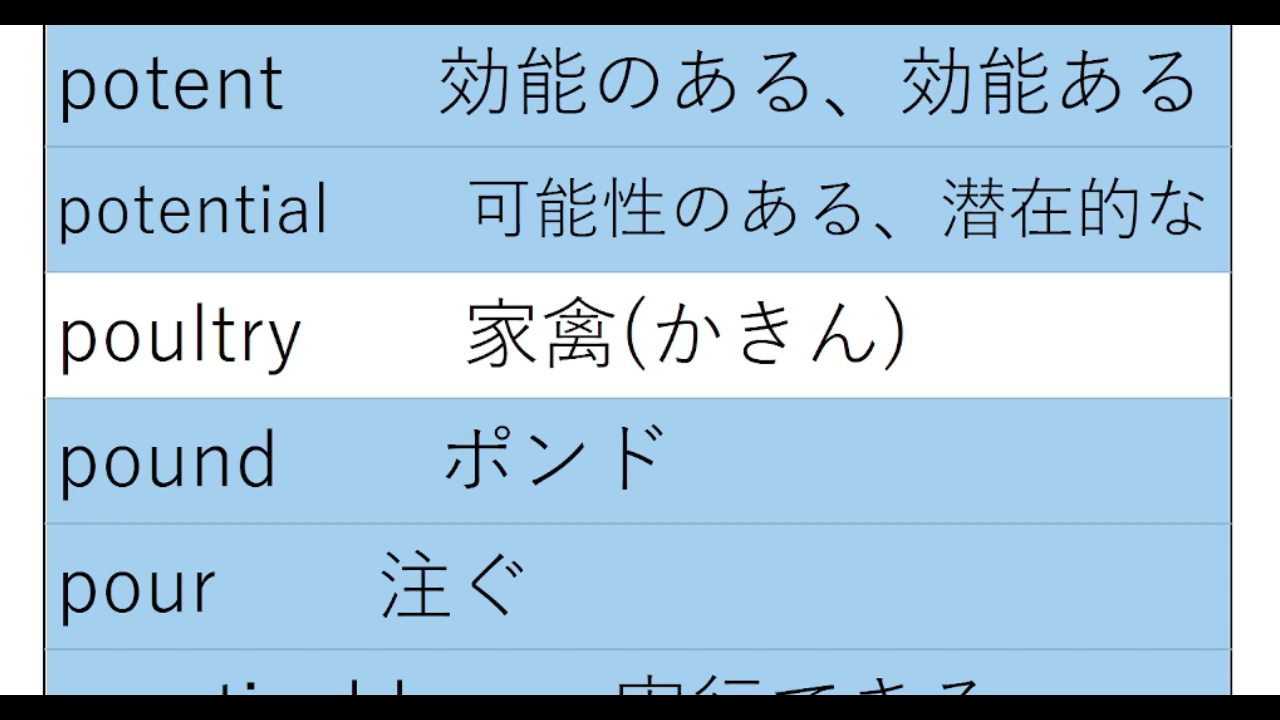 potent 効能のある、効能ある
potential 可能性のある、潜在的な
poultry 家禽(かきん)
pound ポンド
pour 注ぐ